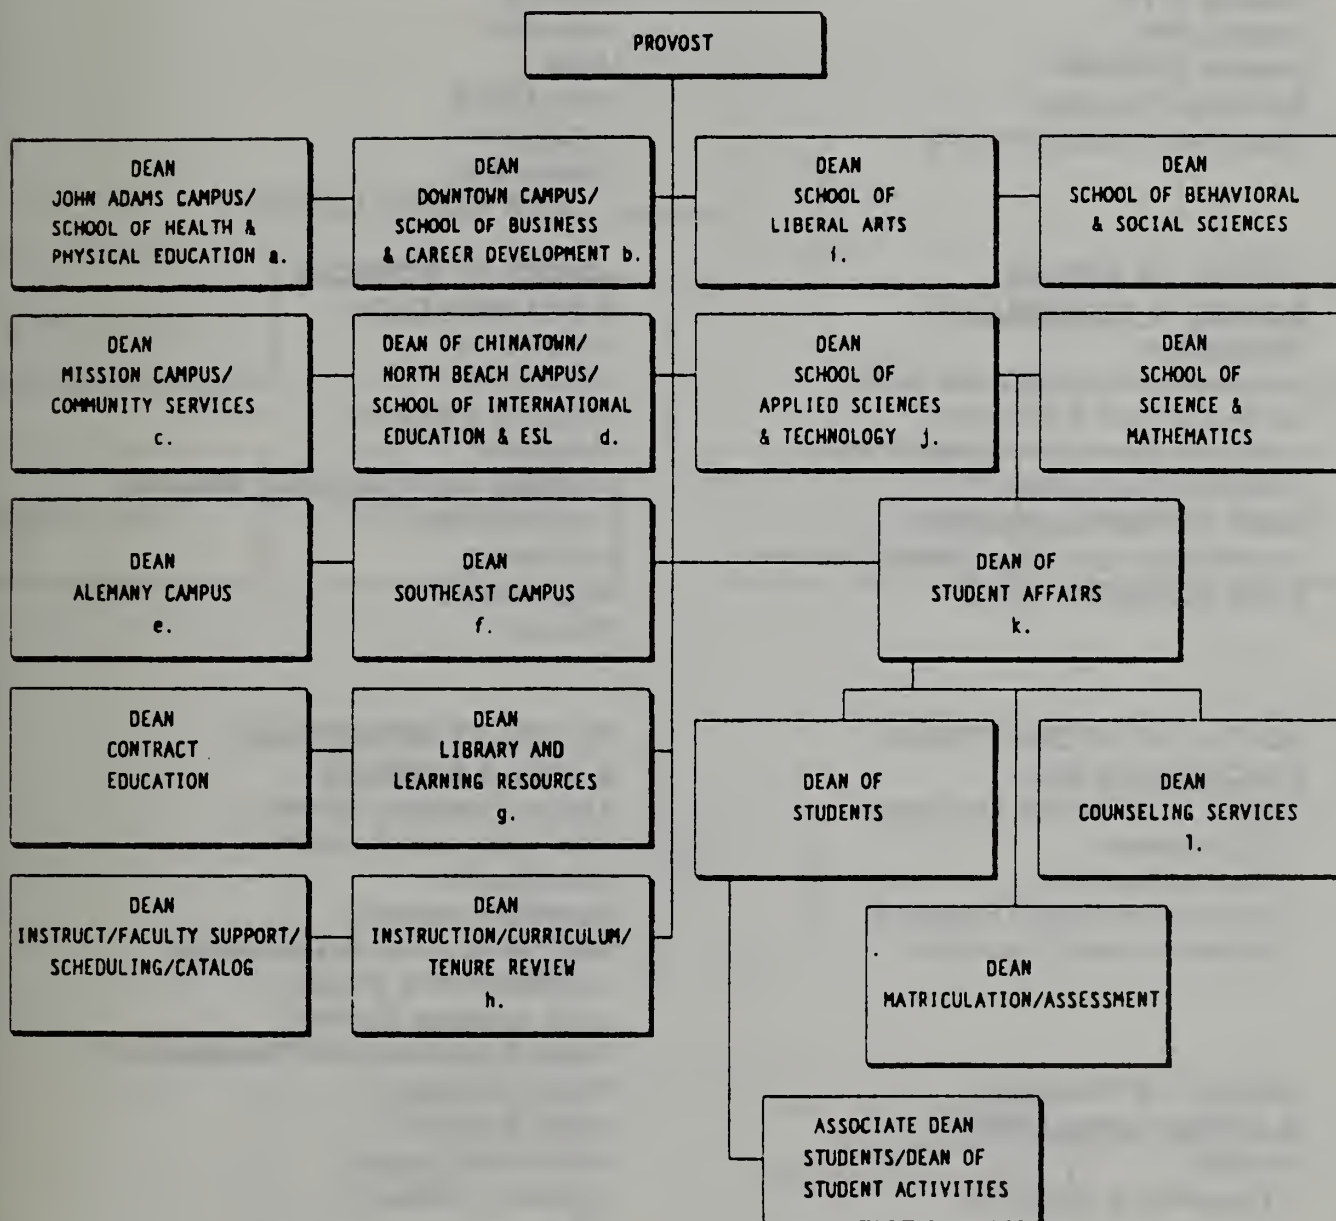 PROVOST
DEAN
JOHN ADAMS CAMPUS/
SCHOOL OF HEALTH &
PHYSICAL EDUCATION a.
DEAN
DOWNTOWN CAMPUS/
SCHOOL OF BUSINESS
& CAREER DEVELOPMENT b.
DEAN
SCHOOL OF
LIBERAL ARTS
i.
DEAN
SCHOOL OF BEHAVIORAL
& SOCIAL SCIENCES
DEAN
MISSION CAMPUS/
COMMUNITY SERVICES
c.
DEAN OF CHINATOWN/
NORTH BEACH CAMPUS/
SCHOOL OF INTERNATIONAL
EDUCATION & ESL d.
DEAN
SCHOOL OF
APPLIED SCIENCES
& TECHNOLOGY j.
DEAN
SCHOOL OF
SCIENCE &
MATHEMATICS
DEAN
ALEMANY CAMPUS
e.
DEAN
SOUTHEAST CAMPUS
f.
DEAN OF
STUDENT AFFAIRS
k.
DEAN
CONTRACT
EDUCATION
DEAN
LIBRARY AND
LEARNING RESOURCES
g.
DEAN OF
STUDENTS
DEAN
COUNSELING SERVICES
l.
DEAN
INSTRUCT/FACULTY SUPPORT/
SCHEDULING/CATALOG
DEAN
INSTRUCTION/CURRICULUM/
TENURE REVIEW
h.
DEAN
MATRICULATION/ASSESSMENT
ASSOCIATE DEAN
STUDENTS/DEAN OF
STUDENT ACTIVITIES